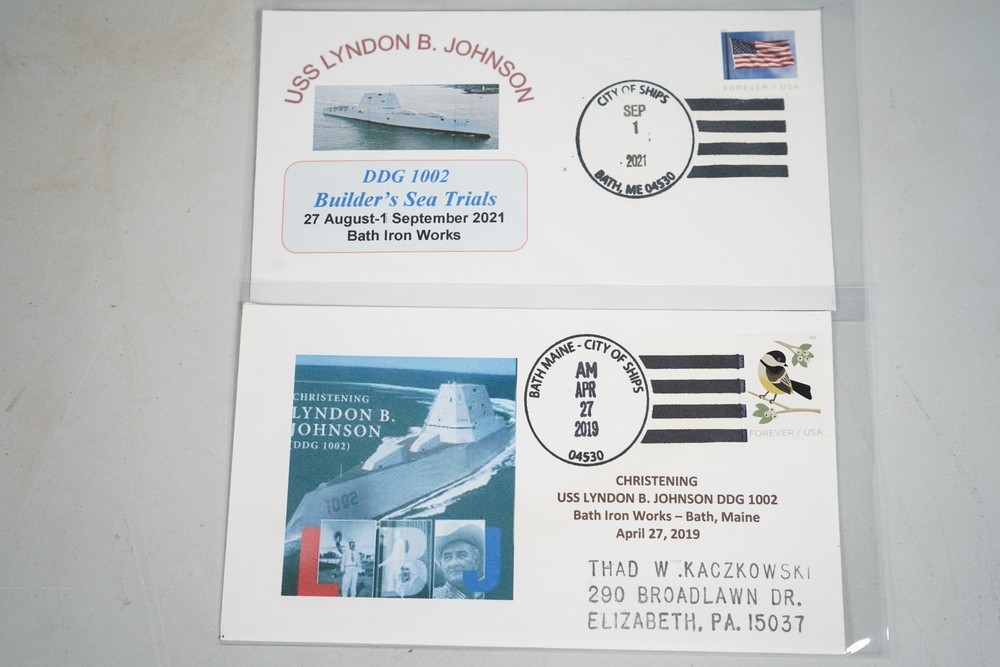 USS LYNDON B. JOHNSON
FOREVER / USA
CITY OF SHIPS
SEP
1
2021
BATH, ME 04530
DDG 1002
Builder's Sea Trials
27 August-1 September 2021
Bath Iron Works
BATH MAINE - CITY OF SHIPS
AM
APR
27
2019
04530
FOREVER / USA
CHRISTENING
LYNDON B.
JOHNSON
(DDG 1002)
1002
LBJ
CHRISTENING
USS LYNDON B. JOHNSON DDG 1002
Bath Iron Works – Bath, Maine
April 27, 2019
THAD W .KACZKOWSKI
290 BROADLAWN DR.
ELIZABETH, PA. 15037